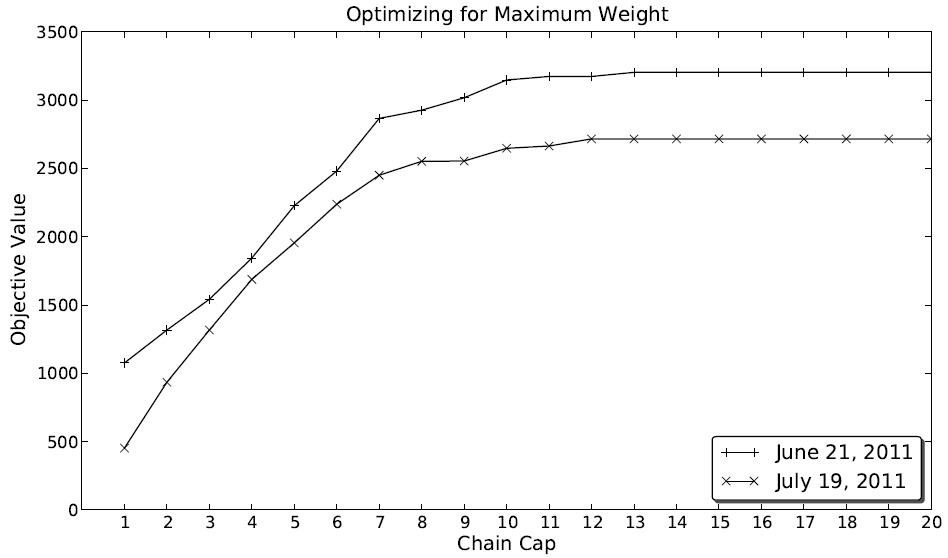 Optimizing for Maximum Weight
3500
3000
2500
2000
1500
1000
500
0
Objective Value
1 2 3 4 5 6 7 8 9 10 11 12 13 14 15 16 17 18 19 20
Chain Cap
June 21, 2011
July 19, 2011